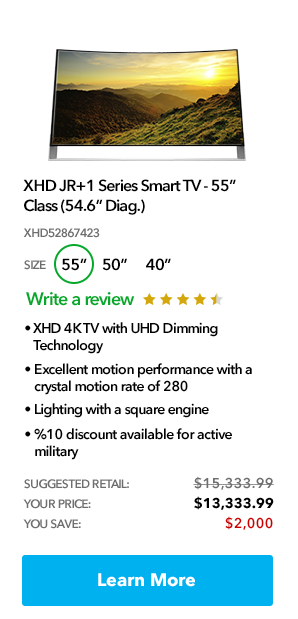 XHD JR+1 Series Smart TV - 55”
Class (54.6” Diag.)
XHD52867423
SIZE 55” 50” 40”
Write a review
• XHD 4K TV with UHD Dimming
Technology
• Excellent motion performance with a
crystal motion rate of 280
• Lighting with a square engine
• %10 discount available for active
military
SUGGESTED RETAIL: $15,333.99
YOUR PRICE: $13,333.99
YOU SAVE: $2,000
Learn More